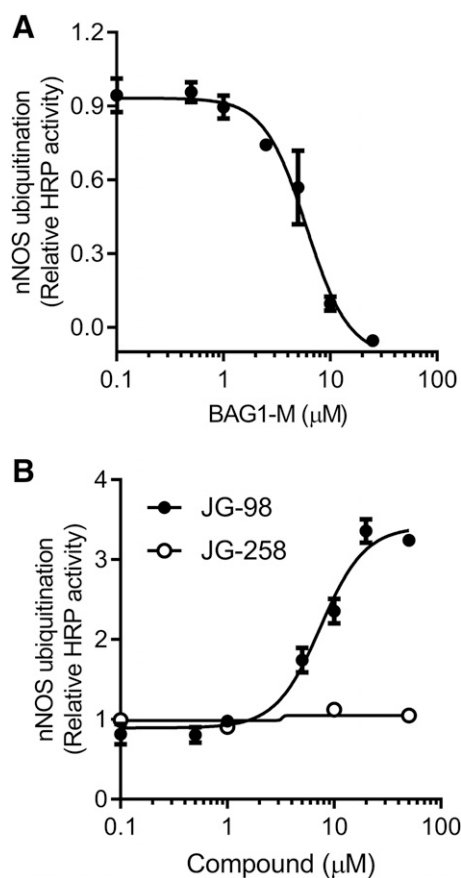 A
nNOS ubiquitination
(Relative HRP activity)
1.2
0.9
0.6
0.3
0.0
0.1
1
10
100
BAG1-M (μM)
B
nNOS ubiquitination
(Relative HRP activity)
4
3
2
1
0
JG-98
JG-258
0.1
1
10
100
Compound (μM)